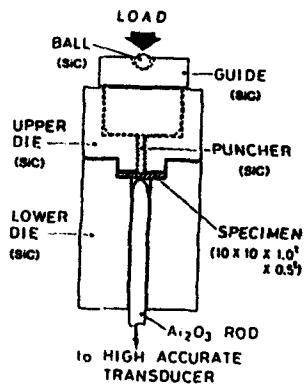 LOAD
BALL
(SiC)
GUIDE
(SiC)
UPPER
DIE
(SiC)
PUNCHER
(SiC)
LOWER
DIE
(SiC)
SPECIMEN
(10 x 10 x 1.0ᵗ
x 0.5ᵗ)
Aι₂O₃ ROD
to HIGH ACCURATE
TRANSDUCER